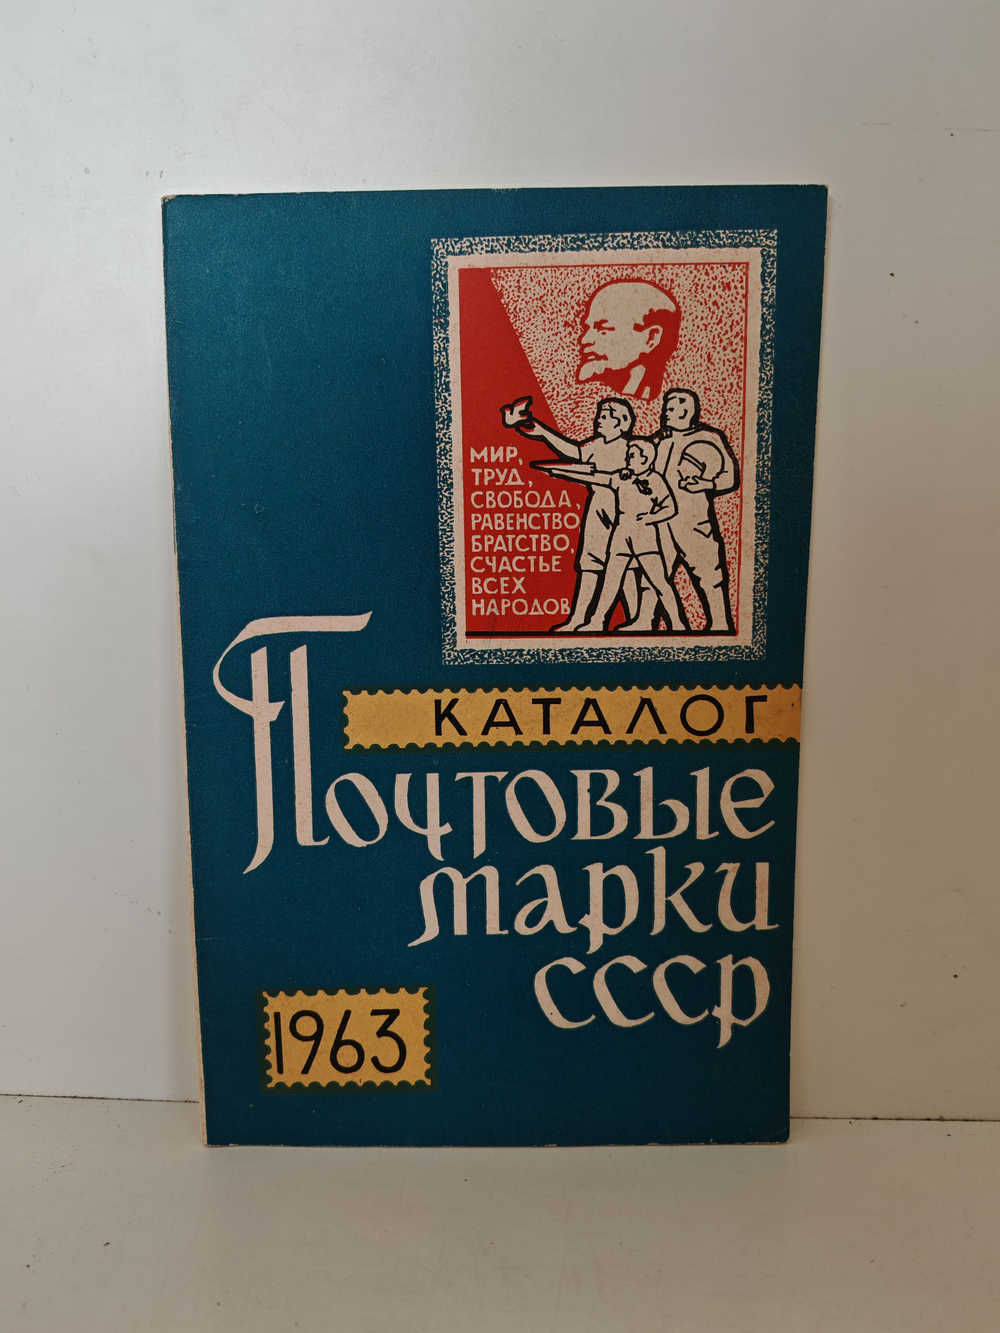 МИР,
ТРУД,
СВОБОДА,
РАВЕНСТВО,
БРАТСТВО,
СЧАСТЬЕ
ВСЕХ
НАРОДОВ
КАТАЛОГ
Почтовые
марки
СССР
1963